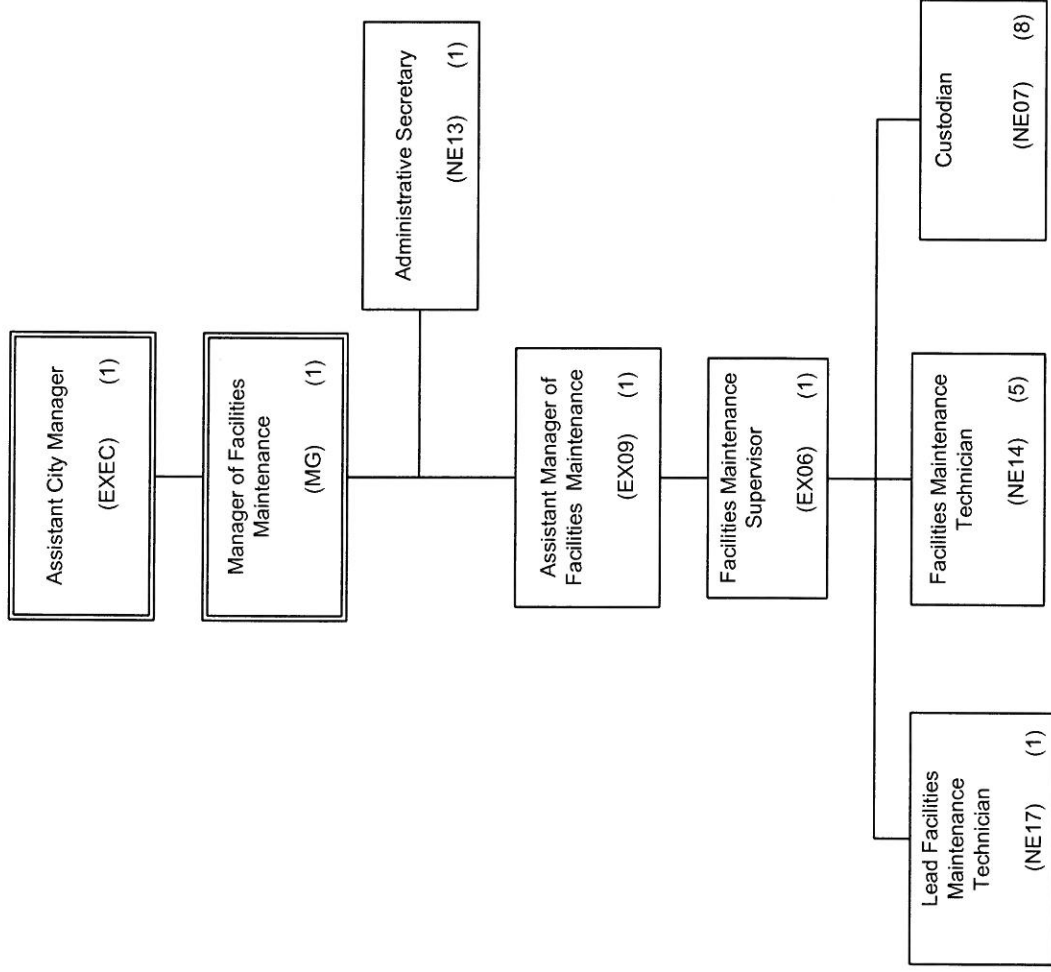 Assistant City Manager
(EXEC) (1)
Manager of Facilities
Maintenance
(MG) (1)
Administrative Secretary
(NE13) (1)
Assistant Manager of
Facilities Maintenance
(EX09) (1)
Facilities Maintenance
Supervisor
(EX06) (1)
Lead Facilities
Maintenance
Technician
(NE17) (1)
Facilities Maintenance
Technician
(NE14) (5)
Custodian
(NE07) (8)